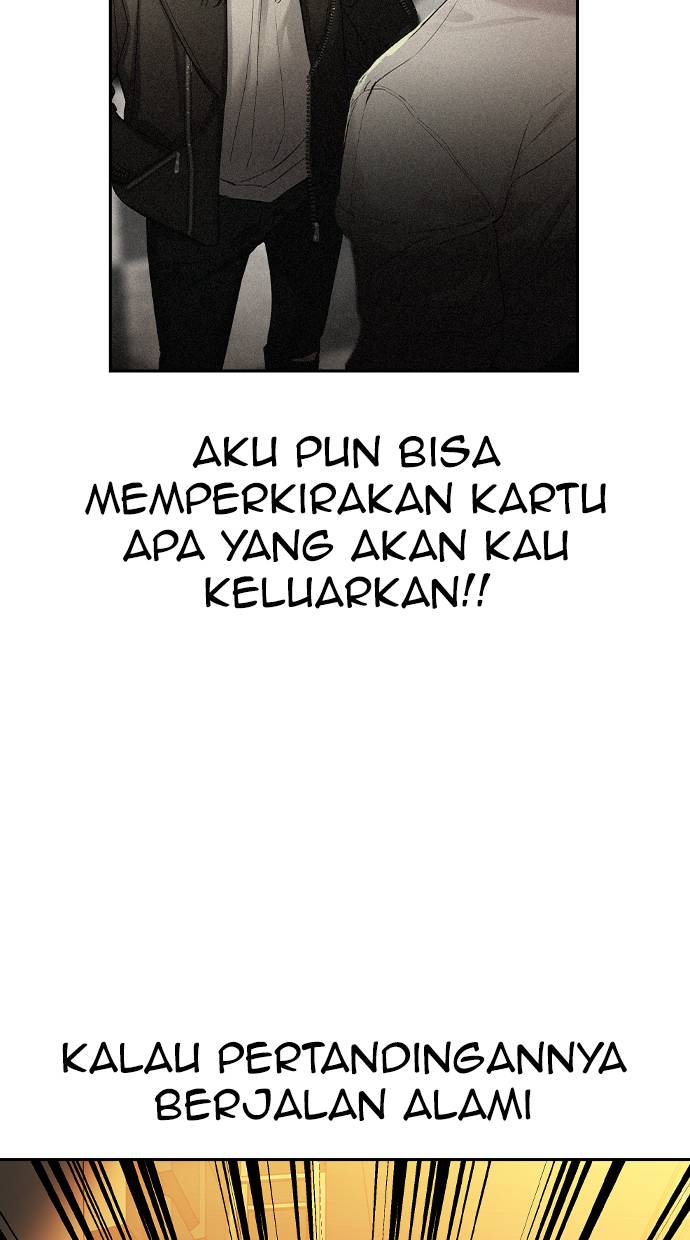 AKU PUN BISA
MEMPERKIRAKAN KARTU
APA YANG AKAN KAU
KELUARKAN!!
KALAU PERTANDINGANNYA
BERJALAN ALAMI